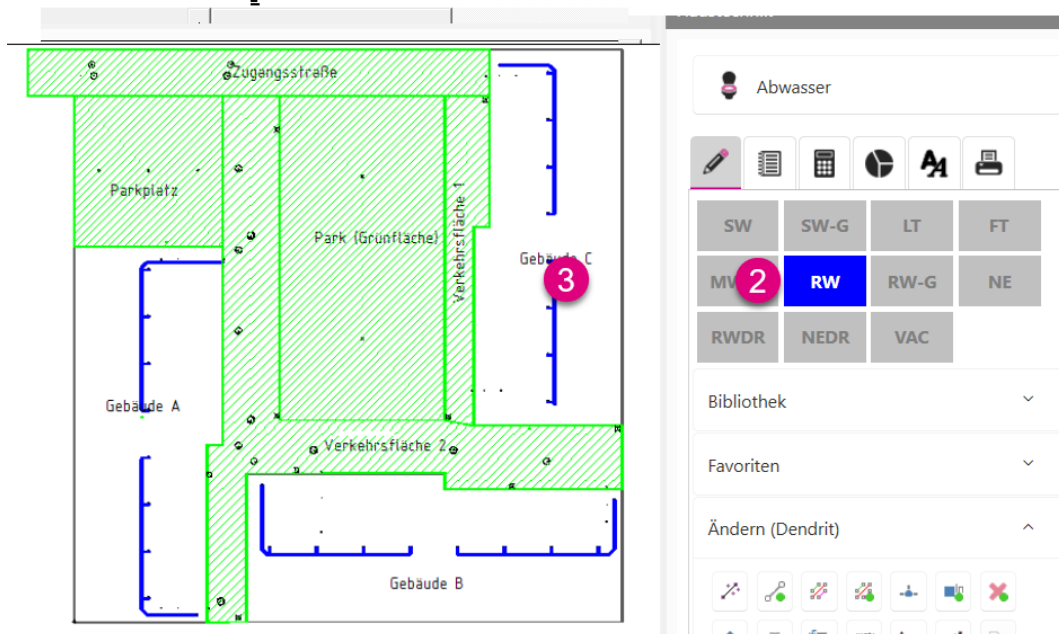 Zugangsstraße
Parkplatz
Park (Grünfläche)
Verkehrsfläche 1
Gebäude C
3
Gebäude A
Verkehrsfläche 2
Gebäude B
Abwasser
SW SW-G LT FT
2 RW RW-G NE
RWDR NEDR VAC
Bibliothek
Favoriten
Ändern (Dendrit)